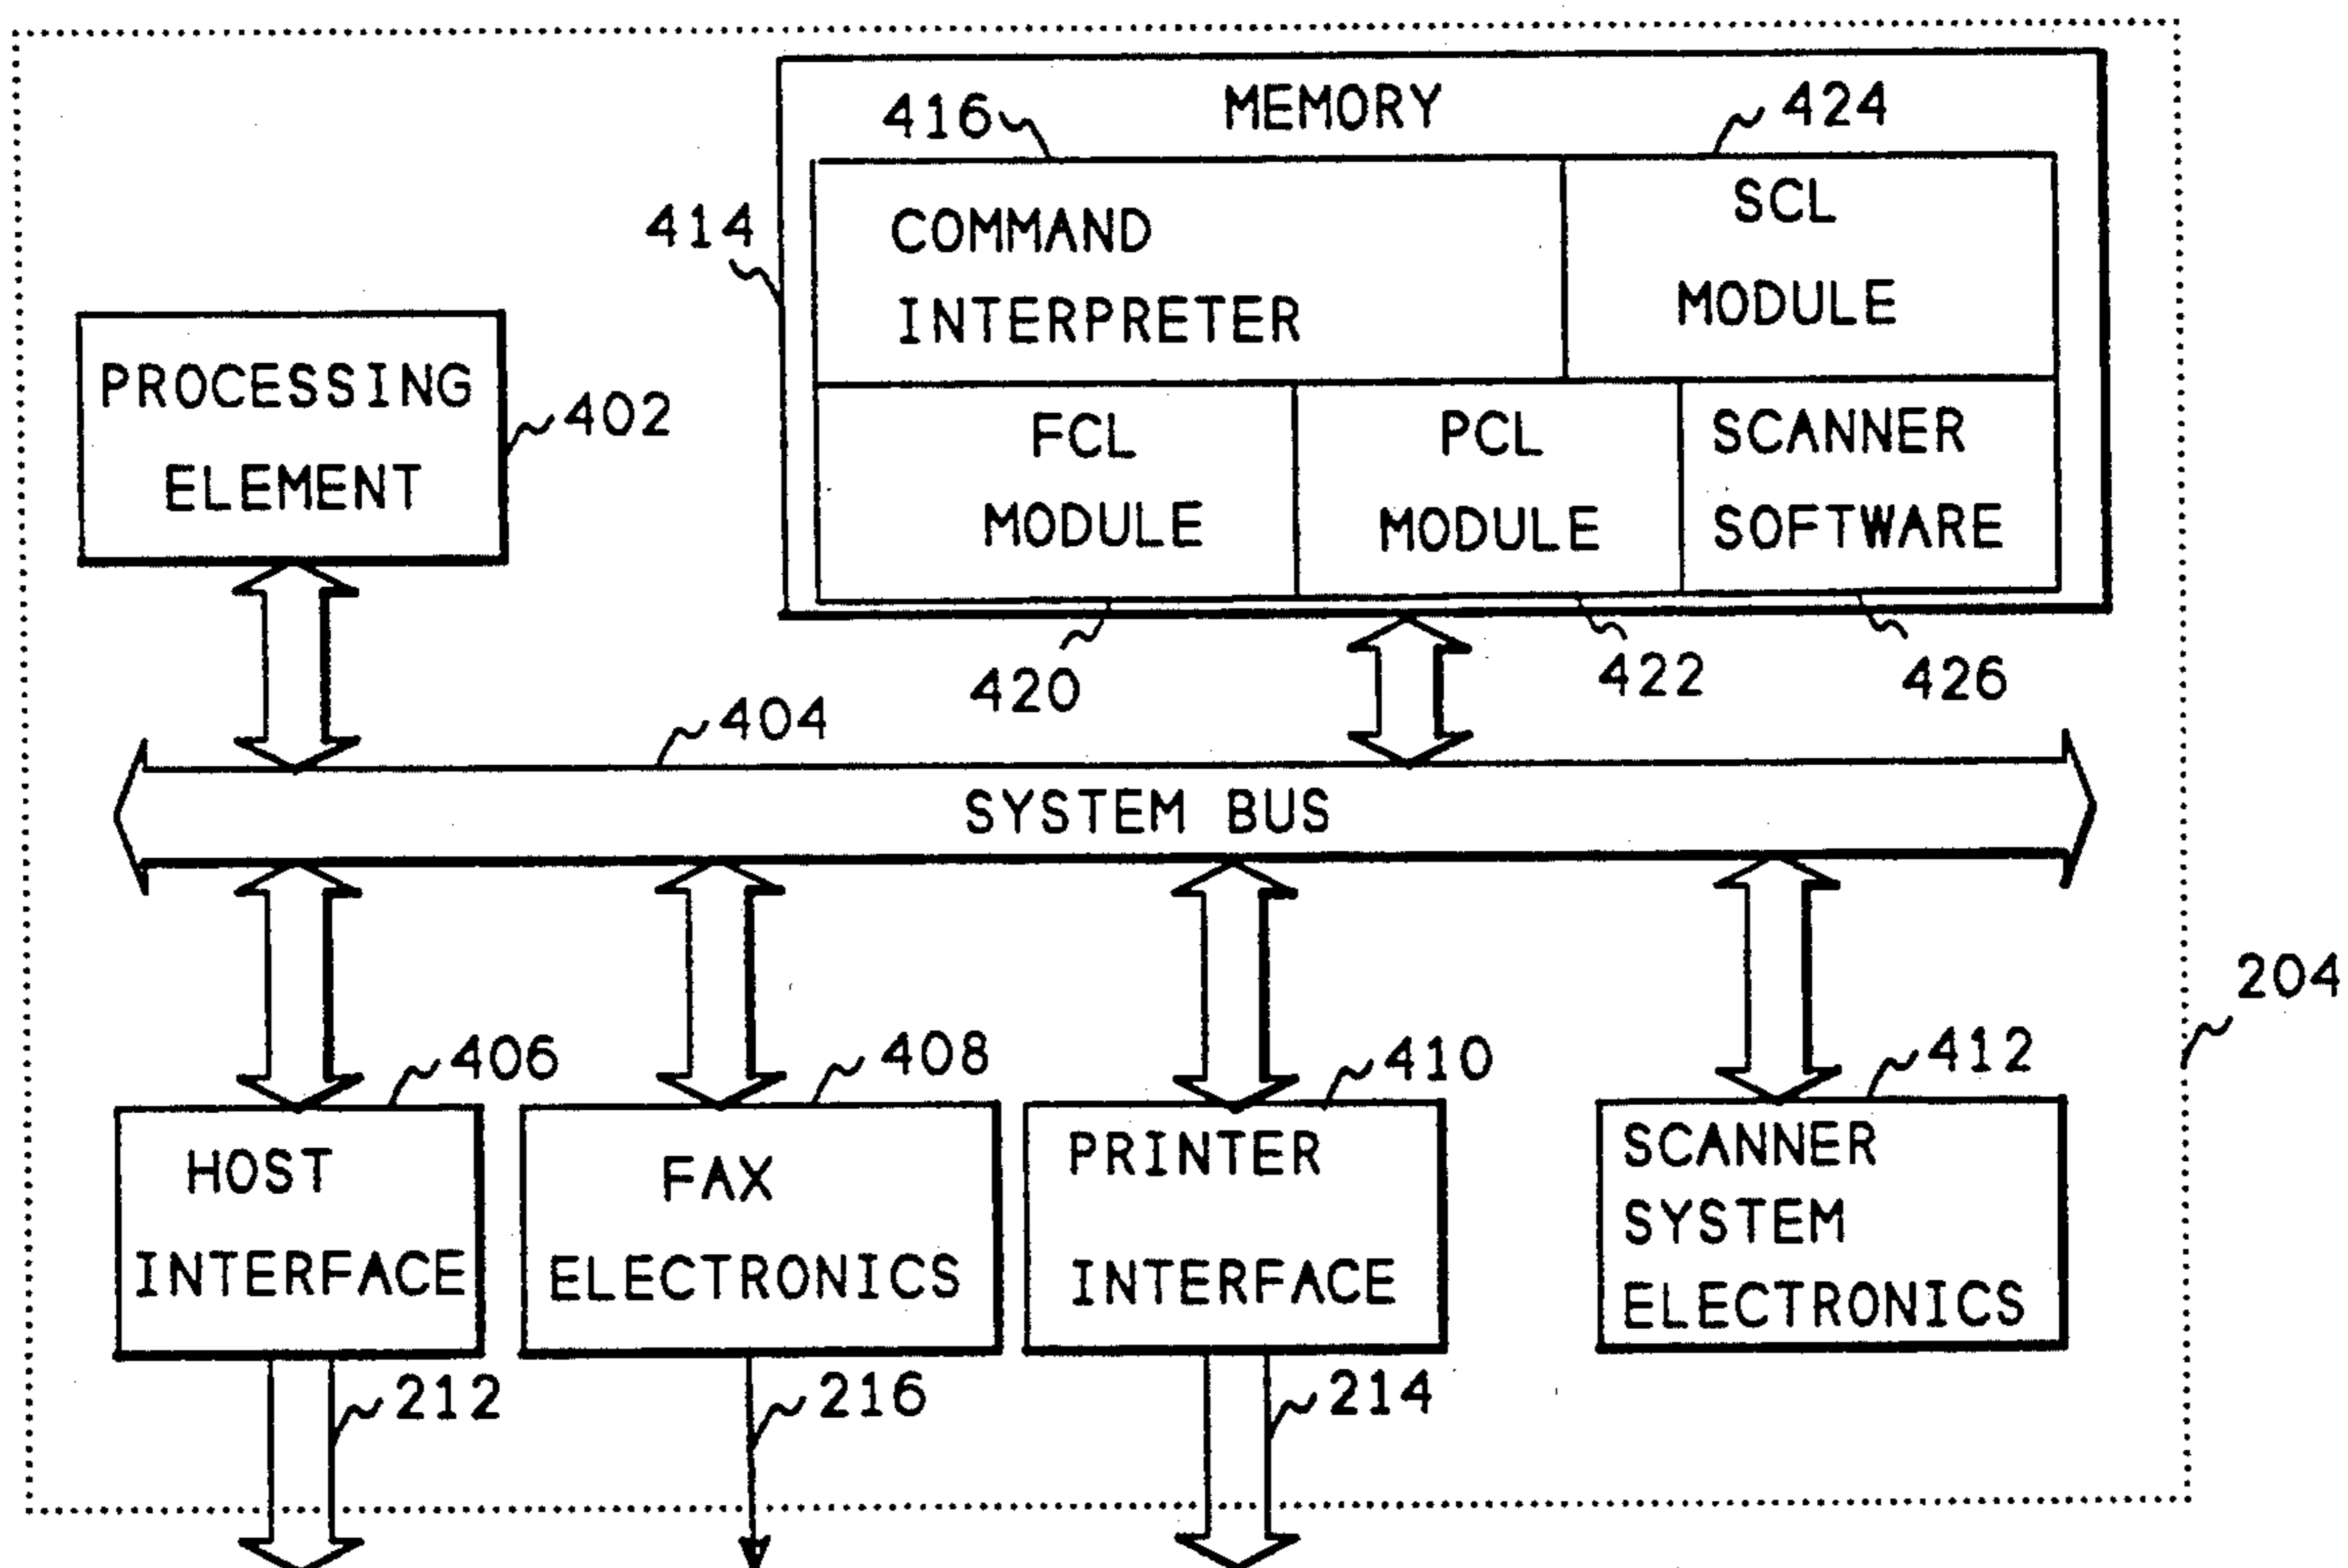 MEMORY
416
424
COMMAND
INTERPRETER
SCL
MODULE
414
PROCESSING
ELEMENT
402
FCL
MODULE
PCL
MODULE
SCANNER
SOFTWARE
420
422
426
404
SYSTEM BUS
204
406
408
410
412
HOST
INTERFACE
FAX
ELECTRONICS
PRINTER
INTERFACE
SCANNER
SYSTEM
ELECTRONICS
212
216
214